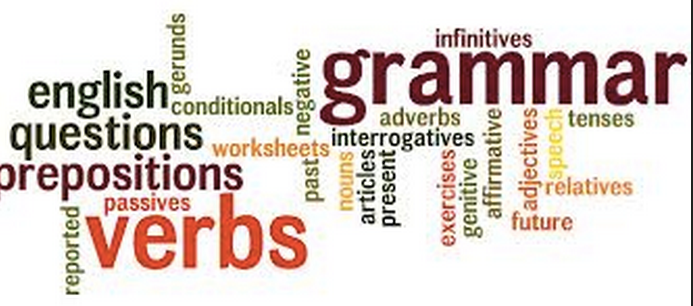 gerunds
infinitives
grammar
english
conditionals
negative
adverbs
tenses
questions
interrogatives
worksheets
prepositions
past
nouns
articles
present
exercises
genitive
affirmative
adjectives
speech
relatives
passives
future
verbs
reported